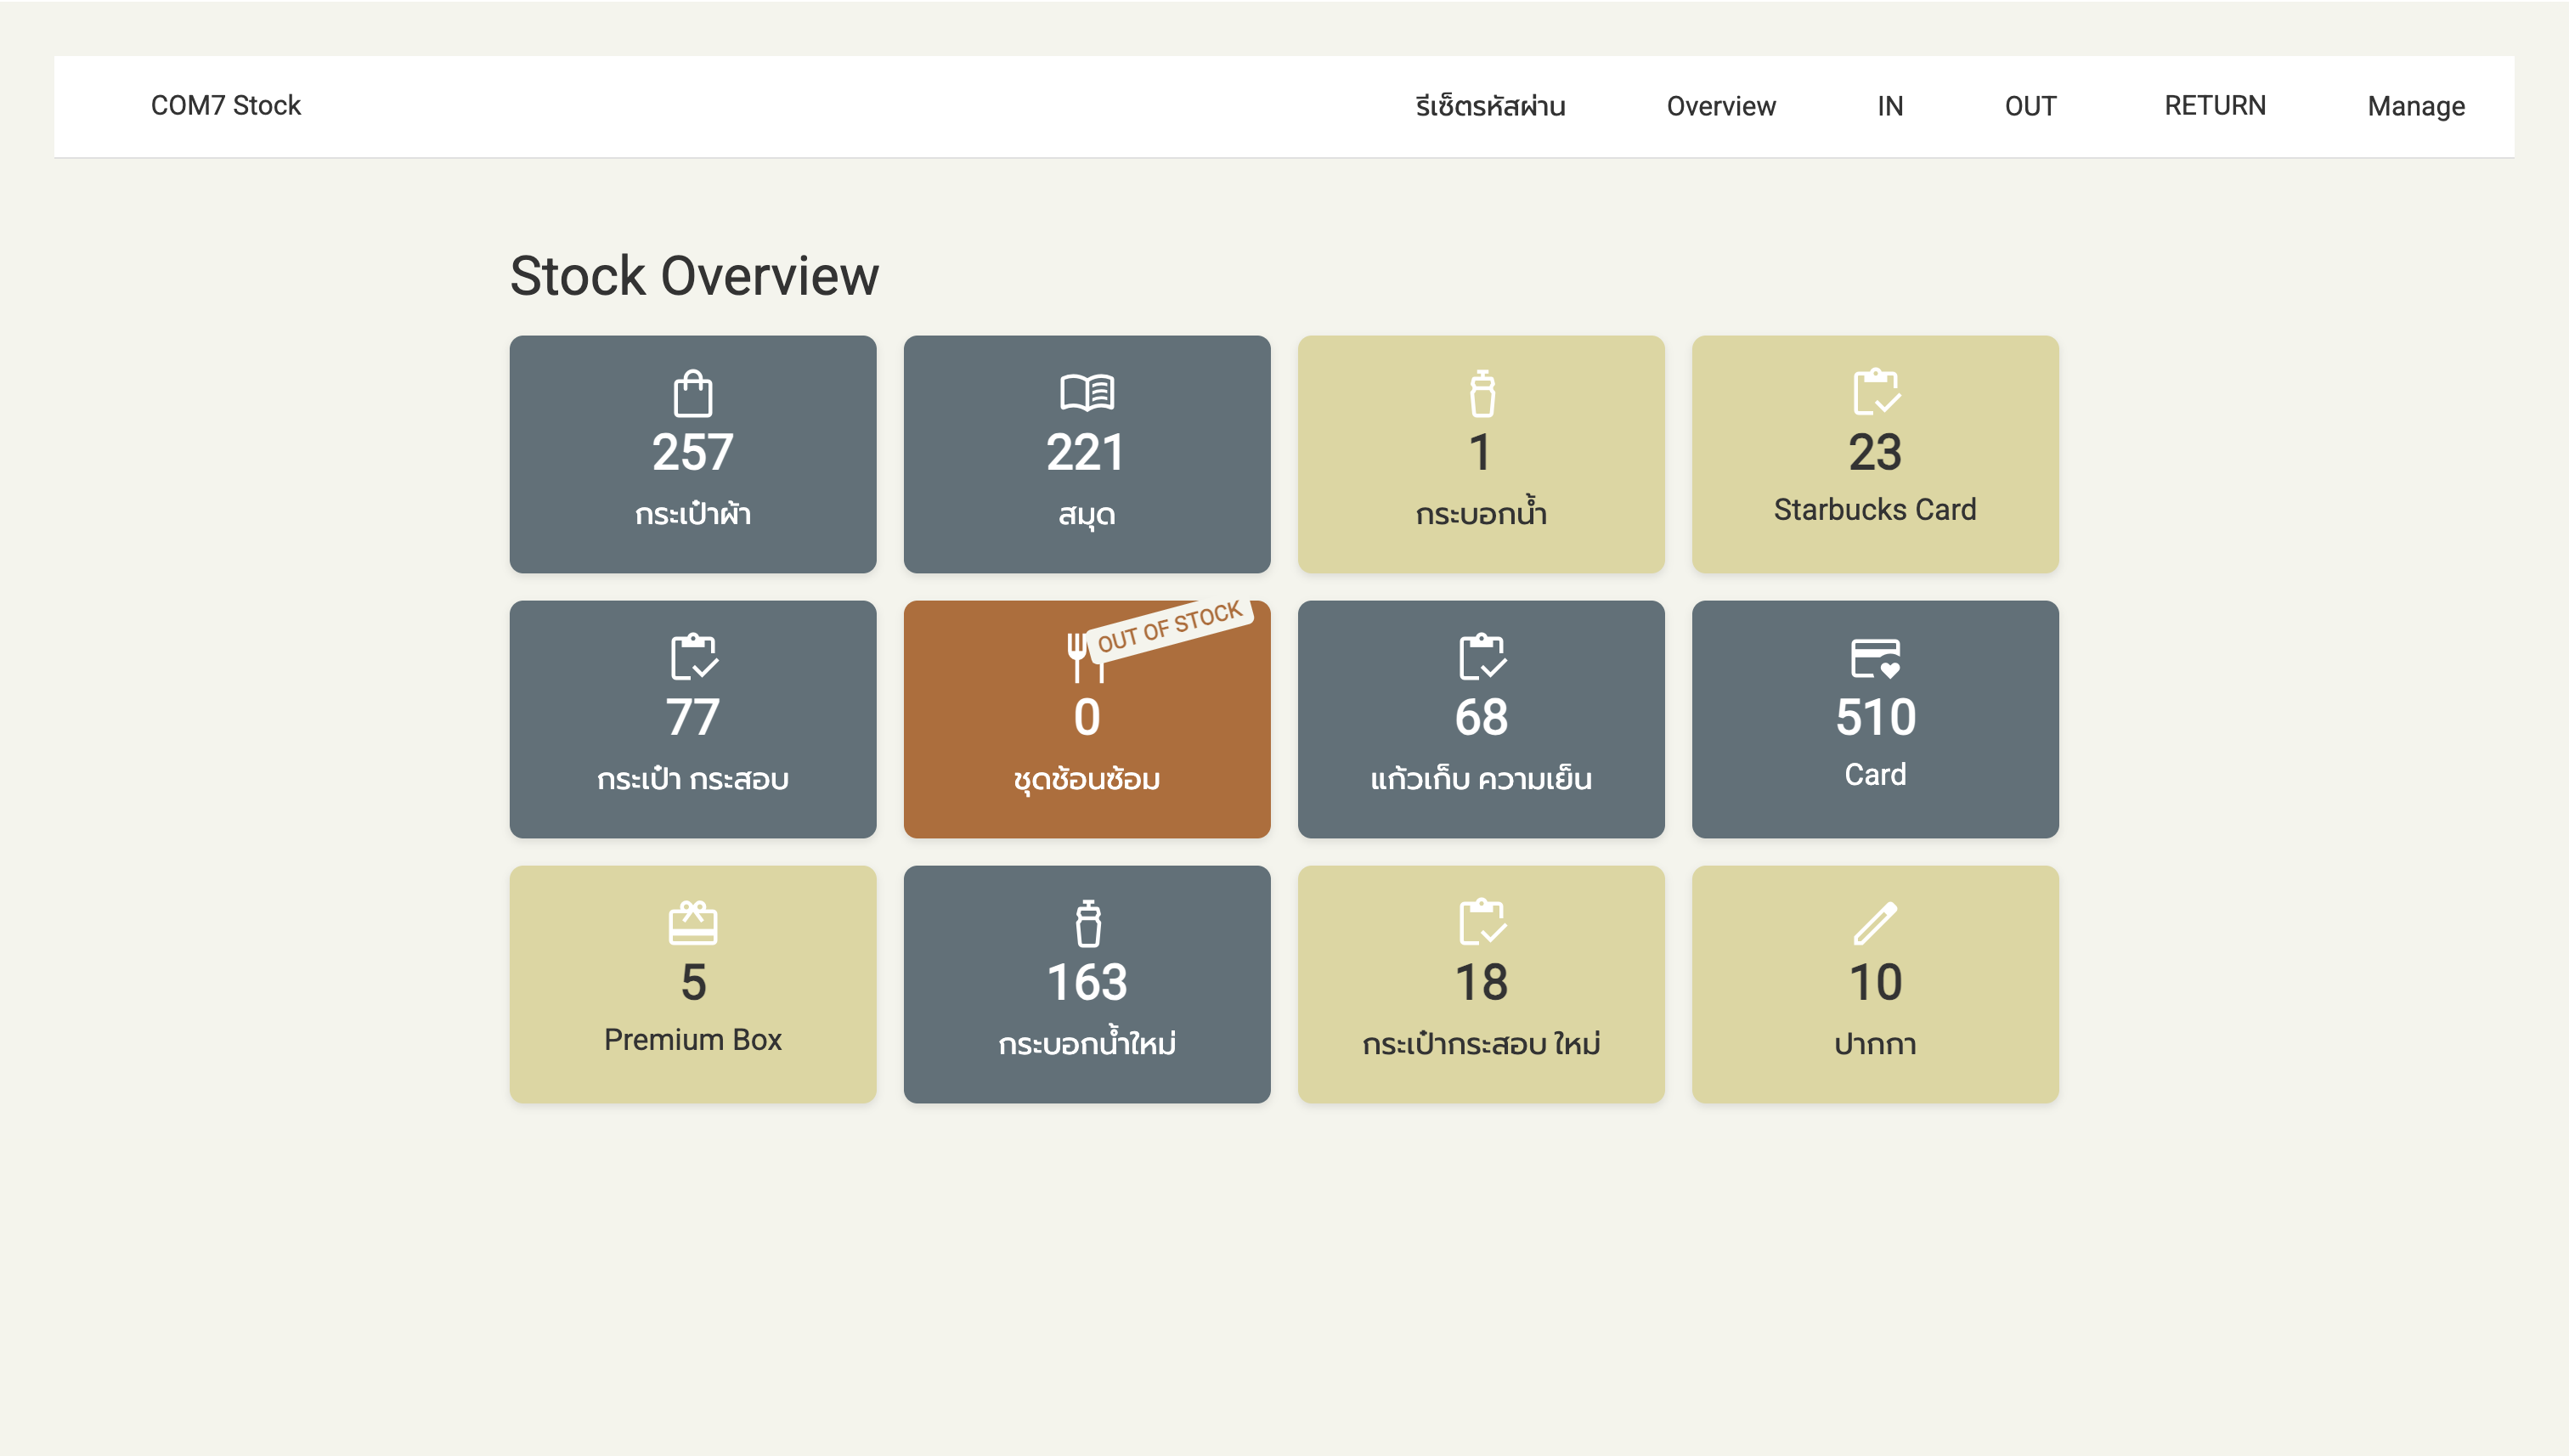 COM7 Stock
รีเซ็ตรหัสผ่าน
Overview
IN
OUT
RETURN
Manage
Stock Overview
257
กระเป๋าผ้า
221
สมุด
1
กระบอกน้ำ
23
Starbucks Card
77
กระเป๋า กระสอบ
OUT OF STOCK
0
ชุดช้อนซ้อม
68
แก้วเก็บ ความเย็น
510
Card
5
Premium Box
163
กระบอกน้ำใหม่
18
กระเป๋ากระสอบ ใหม่
10
ปากกา